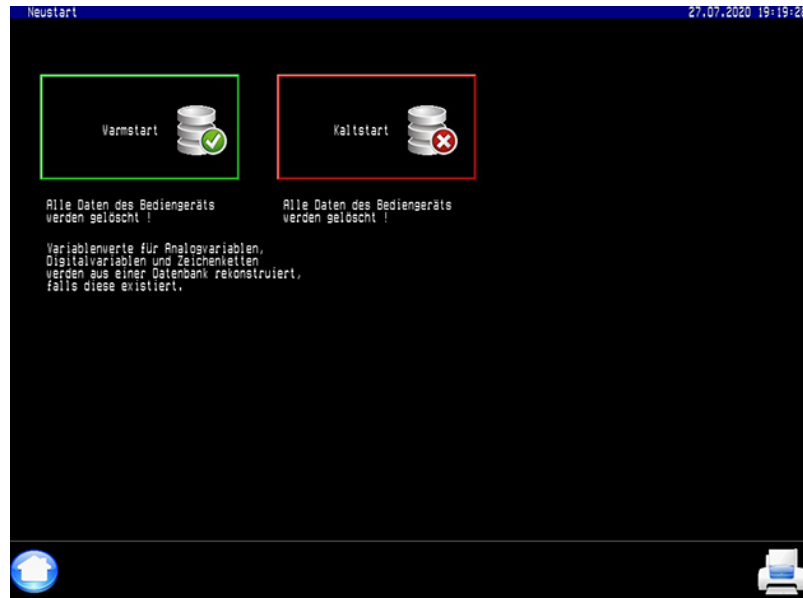 Neustart 27.07.2020 19:19:2
Warmstart
Kaltstart
Alle Daten des Bediengeräts
werden gelöscht !
Alle Daten des Bediengeräts
werden gelöscht !
Variablenwerte für Analogvariablen,
Digitalvariablen und Zeichenketten
werden aus einer Datenbank rekonstruiert,
falls diese existiert.